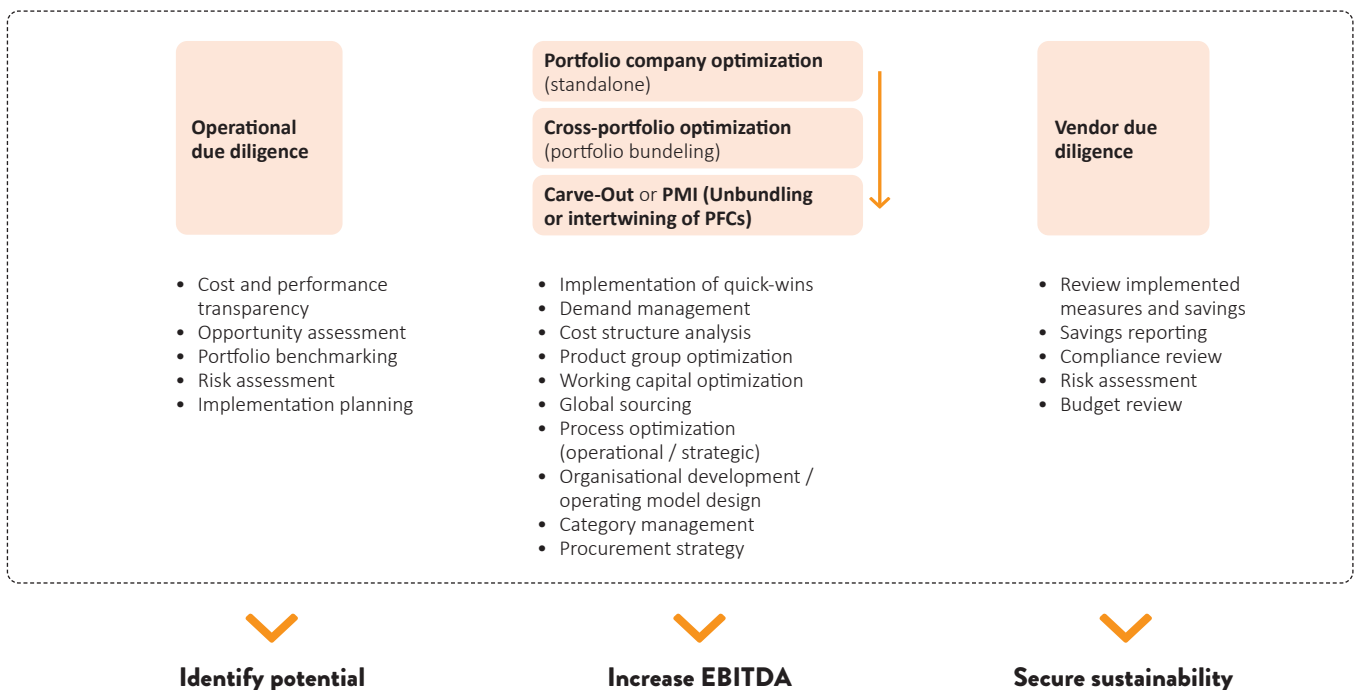 Operational
due diligence
Portfolio company optimization
(standalone)
Cross-portfolio optimization
(portfolio bundeling)
Carve-Out or PMI (Unbundling
or intertwining of PFCs)
Vendor due
diligence
• Cost and performance
transparency
• Opportunity assessment
• Portfolio benchmarking
• Risk assessment
• Implementation planning
• Implementation of quick-wins
• Demand management
• Cost structure analysis
• Product group optimization
• Working capital optimization
• Global sourcing
• Process optimization
(operational / strategic)
• Organisational development /
operating model design
• Category management
• Procurement strategy
• Review implemented
measures and savings
• Savings reporting
• Compliance review
• Risk assessment
• Budget review
Identify potential
Increase EBITDA
Secure sustainability